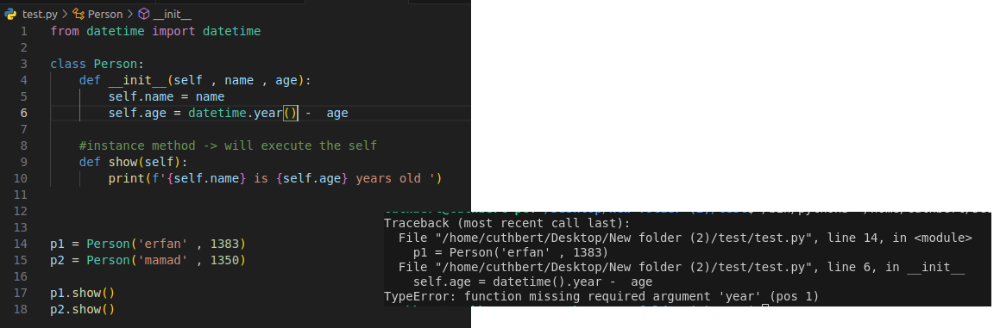 test.py > Person > __init__
1 from datetime import datetime
2
3 class Person:
4 def __init__(self , name , age):
5 self.name = name
6 self.age = datetime.year() -  age
7
8 #instance method -> will execute the self
9 def show(self):
10 print(f'{self.name} is {self.age} years old ')
11
12
13
14 p1 = Person('erfan' , 1383)
15 p2 = Person('mamad' , 1350)
16
17 p1.show()
18 p2.show()
Traceback (most recent call last):
File "/home/cuthbert/Desktop/New folder (2)/test/test.py", line 14, in <module>
p1 = Person('erfan' , 1383)
File "/home/cuthbert/Desktop/New folder (2)/test/test.py", line 6, in __init__
self.age = datetime().year -  age
TypeError: function missing required argument 'year' (pos 1)